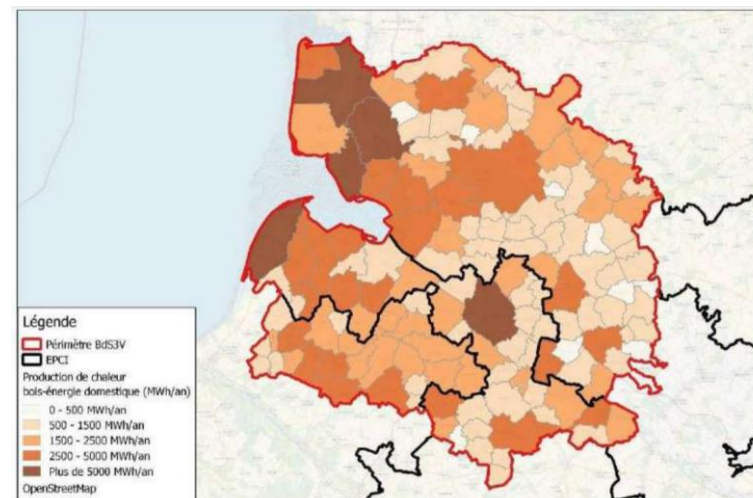 Légende
Périmètre BdS3V
EPCI
Production de chaleur
bois-énergie domestique (MWh/an)
0 - 500 MWh/an
500 - 1500 MWh/an
1500 - 2500 MWh/an
2500 - 5000 MWh/an
Plus de 5000 MWh/an
OpenStreetMap